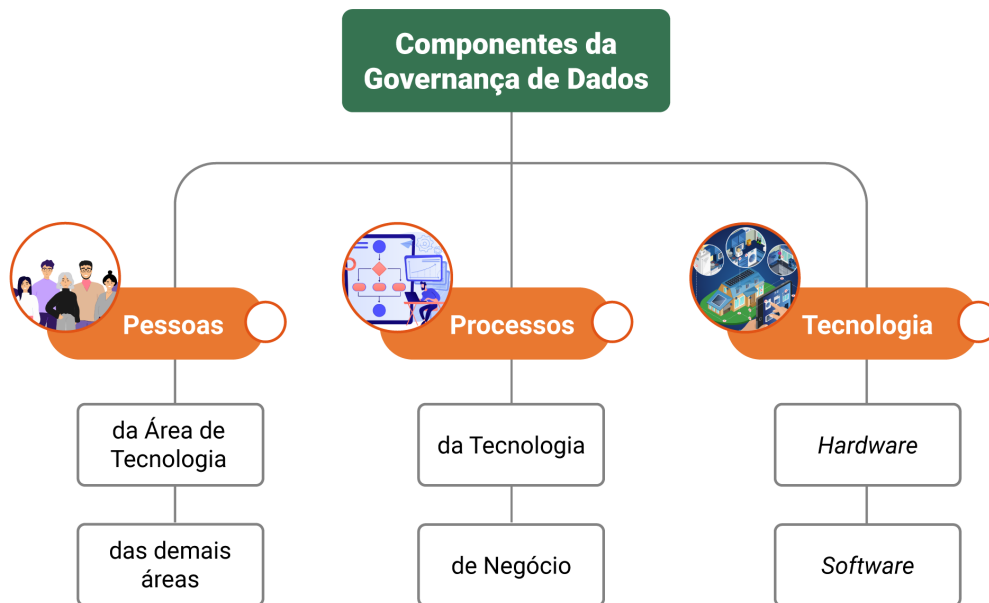 Componentes da
Governança de Dados
Pessoas
Processos
Tecnologia
da Área de
Tecnologia
da Tecnologia
Hardware
das demais
áreas
de Negócio
Software